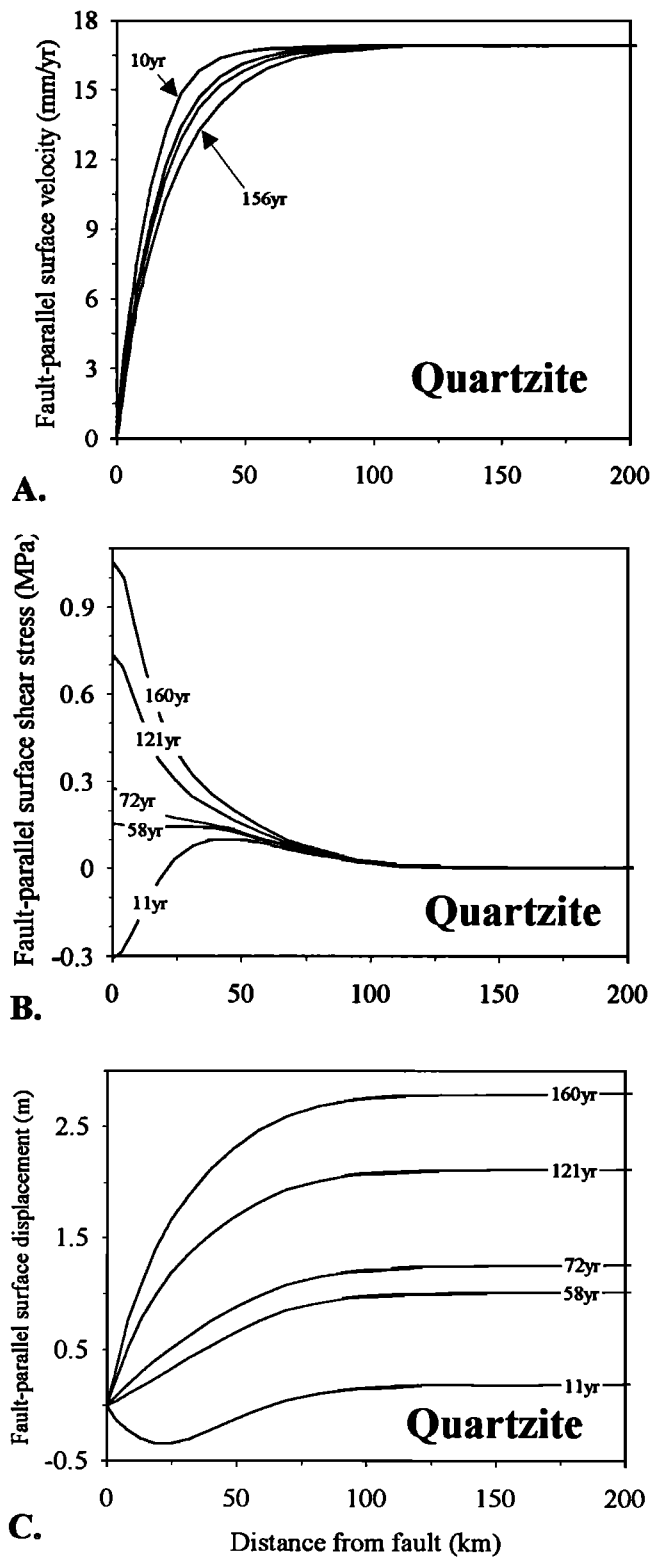 Fault-parallel surface velocity (mm/yr)
18
15
12
9
6
3
0
10yr
156yr
Quartzite
0 50 100 150 200
A.
Fault-parallel surface shear stress (MPa)
0.9
0.6
0.3
0
-0.3
160yr
121yr
72yr
58yr
11yr
Quartzite
0 50 100 150 200
B.
Fault-parallel surface displacement (m)
2.5
1.5
0.5
-0.5
160yr
121yr
72yr
58yr
11yr
Quartzite
0 50 100 150 200
C.
Distance from fault (km)